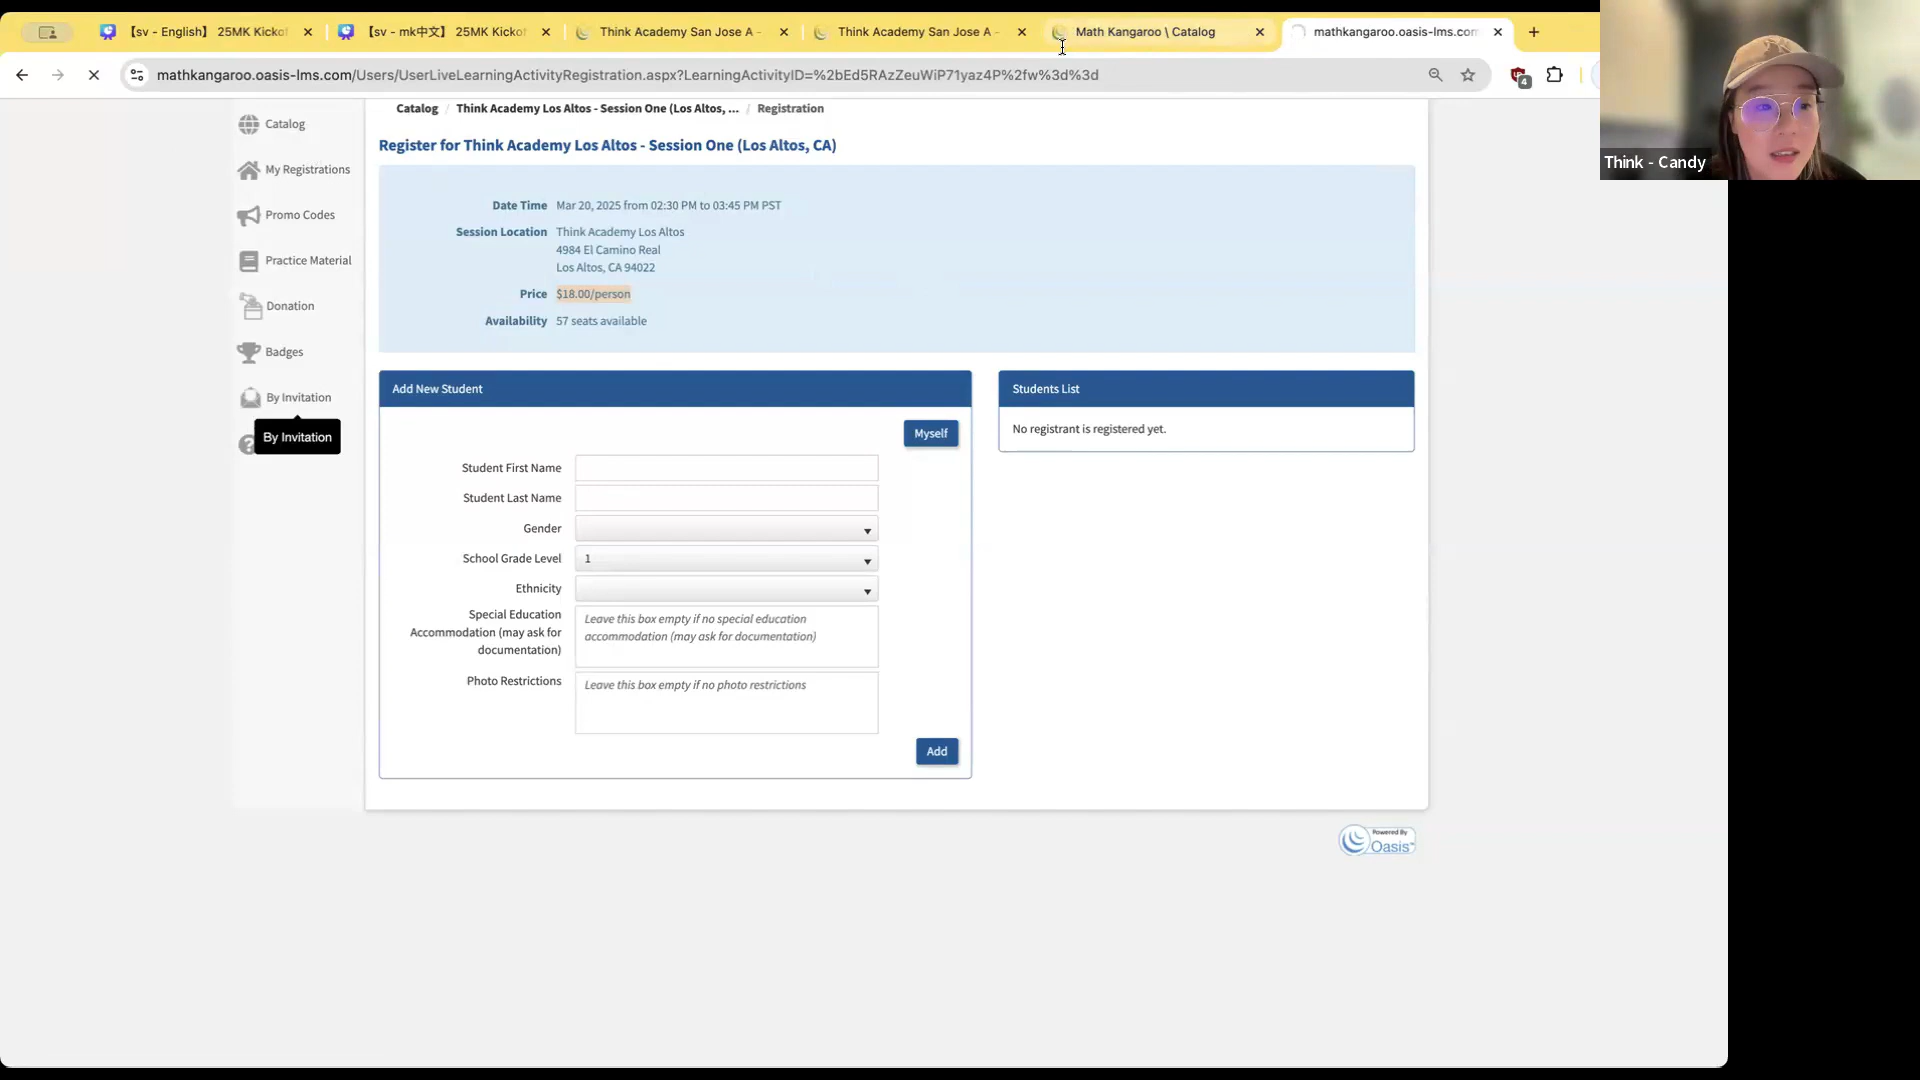 【sv - English】 25MK Kickof
【sv - mk中文】 25MK Kickof
Think Academy San Jose A -
Think Academy San Jose A -
Math Kangaroo \ Catalog
mathkangaroo.oasis-lms.com
mathkangaroo.oasis-lms.com/Users/UserLiveLearningActivityRegistration.aspx?LearningActivityID=%2bEd5RAzZeuWiP71yaz4P%2fw%3d%3d
4
Think - Candy
Catalog / Think Academy Los Altos - Session One (Los Altos, ... / Registration
Catalog
My Registrations
Promo Codes
Practice Material
Donation
Badges
By Invitation
By Invitation
Register for Think Academy Los Altos - Session One (Los Altos, CA)
Date Time Mar 20, 2025 from 02:30 PM to 03:45 PM PST
Session Location Think Academy Los Altos
4984 El Camino Real
Los Altos, CA 94022
Price $18.00/person
Availability 57 seats available
Add New Student
Myself
Student First Name
Student Last Name
Gender
School Grade Level 1
Ethnicity
Special Education
Accommodation (may ask for
documentation)
Leave this box empty if no special education
accommodation (may ask for documentation)
Photo Restrictions
Leave this box empty if no photo restrictions
Add
Students List
No registrant is registered yet.
Powered By
Oasis